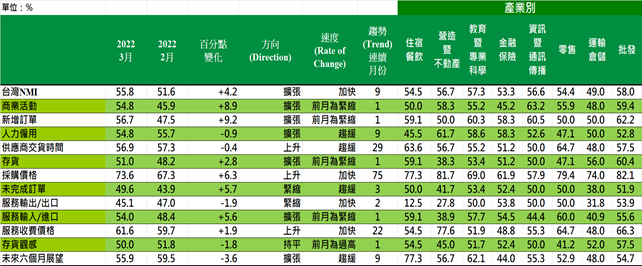 單位：%
產業別
2022 3月 2022 2月 百分點 變化 方向 (Direction) 速度 (Rate of Change) 趨勢 (Trend) 連續 月份 住宿 餐飲 營造 暨 不動產 教育 暨 專業 科學 金融 保險 資訊 暨 通訊 傳播 零售 運輸 倉儲 批發
台灣NMI 55.8 51.6 +4.2 擴張 加快 9 54.5 56.7 57.3 53.3 56.6 54.4 49.0 58.0
商業活動 54.8 45.9 +8.9 擴張 前月為緊縮 1 50.0 58.3 55.2 45.2 63.2 55.9 48.0 59.4
新增訂單 56.7 47.5 +9.2 擴張 前月為緊縮 1 59.1 50.0 60.3 58.3 60.5 50.0 50.0 62.2
人力僱用 54.8 55.7 -0.9 擴張 趨緩 9 45.5 61.7 58.6 58.3 52.6 47.1 50.0 52.8
供應商交貨時間 56.9 57.3 -0.4 上升 趨緩 29 63.6 56.7 55.2 51.2 50.0 64.7 48.0 57.5
存貨 51.0 48.2 +2.8 擴張 前月為緊縮 1 59.1 38.3 53.4 51.2 50.0 47.1 56.0 60.4
採購價格 73.6 67.3 +6.3 上升 加快 75 77.3 81.7 69.0 61.9 57.9 79.4 74.0 82.1
未完成訂單 49.6 43.9 +5.7 緊縮 趨緩 3 50.0 41.7 53.4 52.4 50.0 50.0 38.0 51.9
服務輸出/出口 45.1 47.0 -1.9 緊縮 加快 2 12.5 27.8 50.0 53.8 50.0 50.0 31.8 53.9
服務輸入/進口 54.0 48.4 +5.6 擴張 前月為緊縮 1 59.1 38.9 57.7 54.5 44.4 60.0 40.9 55.6
服務收費價格 61.6 59.7 +1.9 上升 加快 22 54.5 77.6 51.9 48.8 55.3 64.7 48.0 66.3
存貨觀感 50.0 51.8 -1.8 持平 前月為過高 1 54.5 45.0 51.7 52.4 50.0 41.2 52.0 57.5
未來六個月展望 55.9 59.5 -3.6 擴張 趨緩 9 77.3 56.7 62.1 44.0 55.3 52.9 48.0 54.7